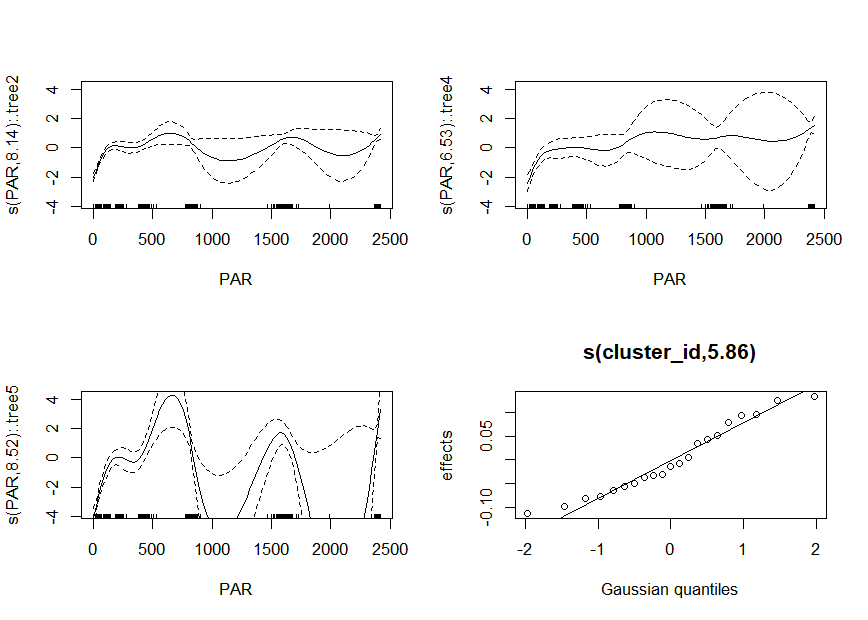 s(PAR,8.14)::tree2
4
2
0
-2
-4
0 500 1000 1500 2000 2500
PAR
s(PAR,6.53)::tree4
4
2
0
-2
-4
0 500 1000 1500 2000 2500
PAR
s(PAR,8.52)::tree5
4
2
0
-2
-4
0 500 1000 1500 2000 2500
PAR
s(cluster_id,5.86)
effects
0.05
-0.10
-2 -1 0 1 2
Gaussian quantiles